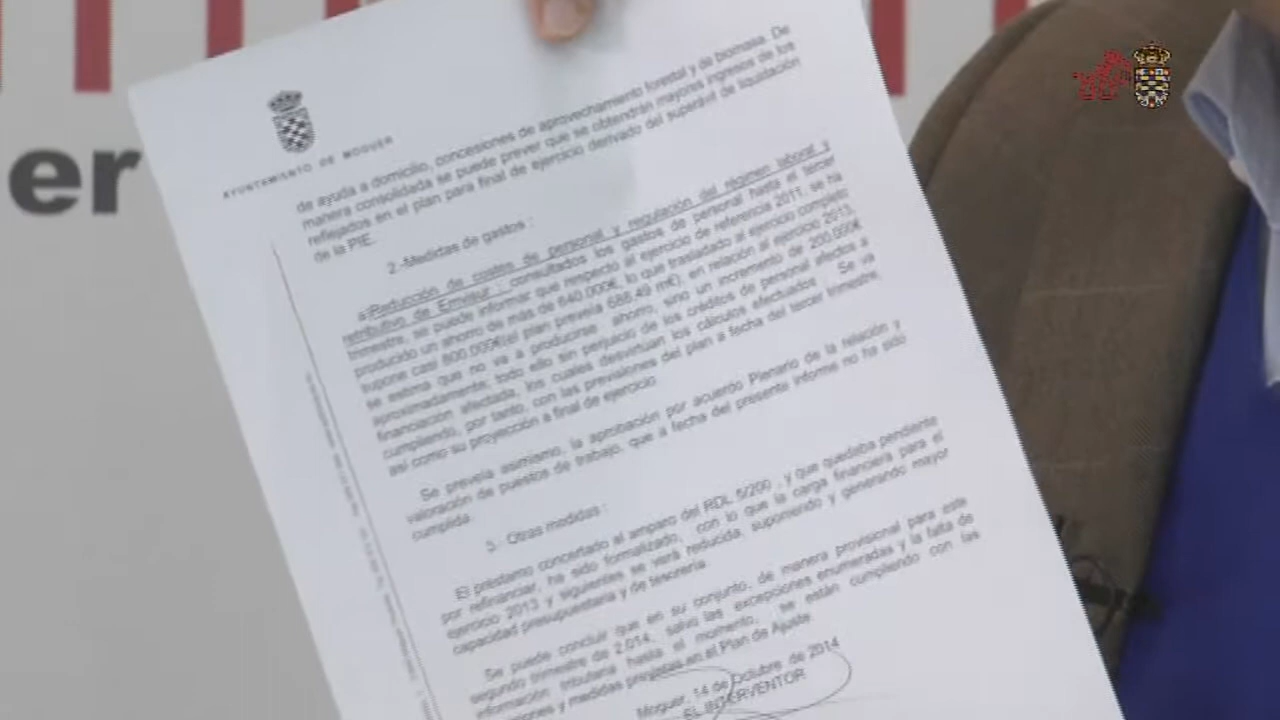 er
AYUNTAMIENTO DE MOGUER
de ayuda a domicilio, concesiones de aprovechamiento forestal y de biomasa. De
manera consolidada se puede prever que se obtendrán mayores ingresos de los
reflejados en el plan para final de ejercicio derivado del superávit de liquidación
de la PIE.
2.-Medidas de gastos :
a)Reducción de costes de personal y regulación del régimen laboral y
retributivo de Emvisur : consultados los gastos de personal hasta el tercer
trimestre, se puede informar que respecto al ejercicio de referencia 2011, se ha
producido un ahorro de más de 640.000€, lo que trasladado al ejercicio completo
supone casi 800.000€(el plan preveía 688,49 m€), en relación al ejercicio 2013,
se estima que no va a producirse ahorro, sino un incremento de 200.000€
aproximadamente; todo ello sin perjuicio de los créditos de personal afectos a
financiación afectada, los cuales desvirtúan los cálculos efectuados . Se va
cumpliendo, por tanto, con las previsiones del plan a fecha del tercer trimestre
así como su proyección a final de ejercicio.
Se preveía asimismo, la aprobación por acuerdo Plenario de la relación y
valoración de puestos de trabajo, que a fecha del presente informe no ha sido
cumplida.
5.- Otras medidas :
El préstamo concertado al amparo del RDL 5/200 , y que quedaba pendiente
por refinanciar, ha sido formalizado, con lo que la carga financiera para el
ejercicio 2013 y siguientes se verá reducida, suponiendo y generando mayor
capacidad presupuestaria y de tesorería.
Se puede concluir que en su conjunto, de manera provisional para este
segundo trimestre de 2.014, salvo las excepciones enumeradas y la falta de
información tributaria hasta el momento, se están cumpliendo con las
y medidas previstas en el Plan de Ajuste
Moguer, 14 de Octubre de 2014
EL INTERVENTOR